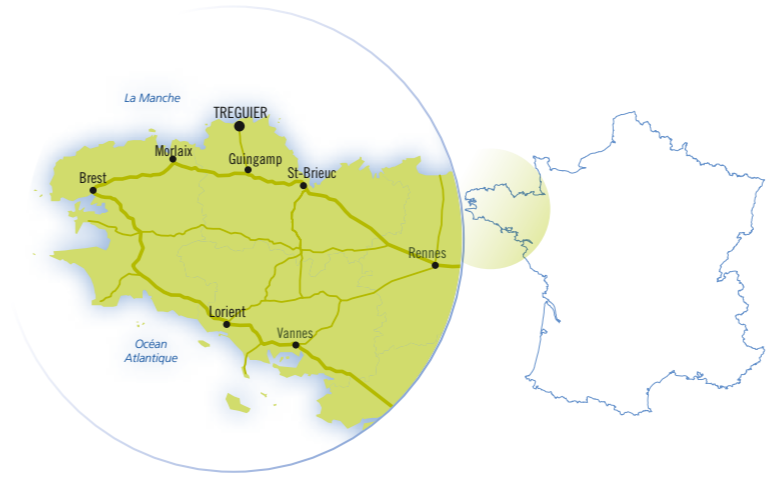 La Manche
TREGUIER
Morlaix
Guingamp
St-Brieuc
Brest
Rennes
Lorient
Vannes
Océan
Atlantique